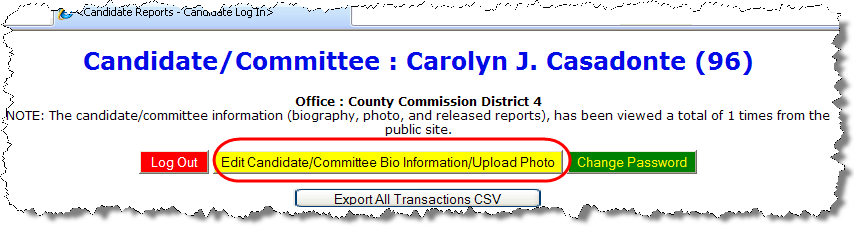 <Candidate Reports - Candidate Log In>
Candidate/Committee : Carolyn J. Casadonte (96)
Office : County Commission District 4
NOTE: The candidate/committee information (biography, photo, and released reports), has been viewed a total of 1 times from the
public site.
Log Out Edit Candidate/Committee Bio Information/Upload Photo Change Password
Export All Transactions CSV